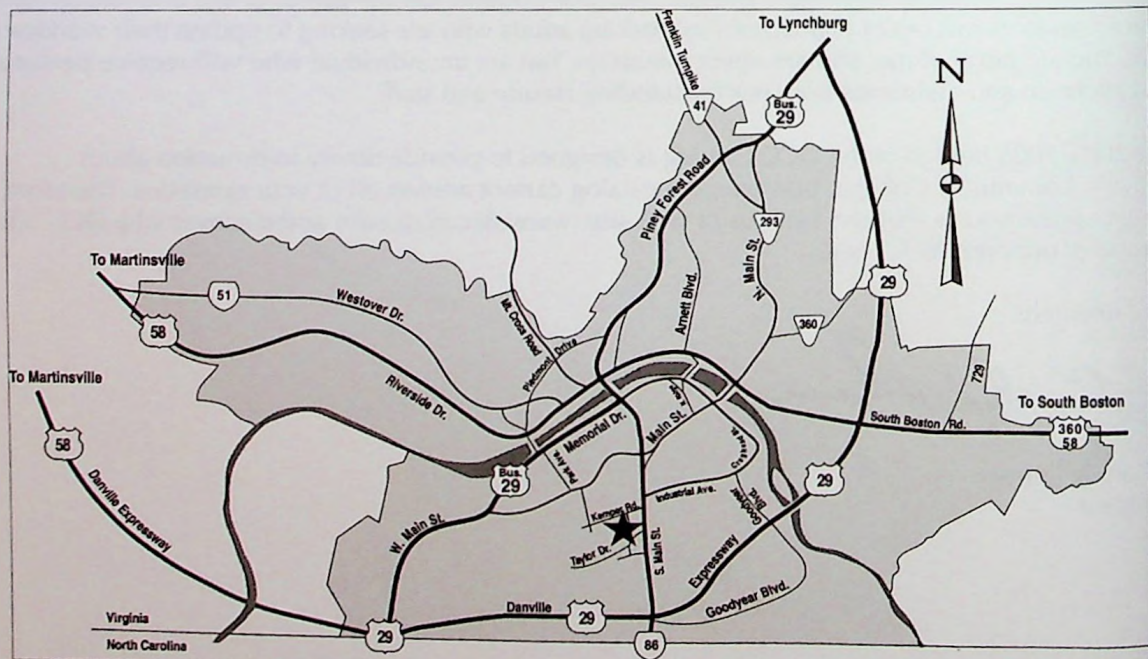 To Lynchburg
Franklin Turnpike
41
Bus.
29
N
Piney Forest Road
293
N. Main St.
Arnett Blvd.
29
To Martinsville
51
Westover Dr.
58
Mt. Cross Road
Piedmont Drive
360
729
To Martinsville
Riverside Dr.
To South Boston
58
Memorial Dr.
Main St.
South Boston Rd.
360
58
Bus.
29
Park Ave.
29
Danville Expressway
W. Main St.
Industrial Ave.
Goodyear
Blvd.
Kemper Rd.
Taylor Dr.
S. Main St.
Expressway
Goodyear Blvd.
Danville
29
Virginia
North Carolina
29
86